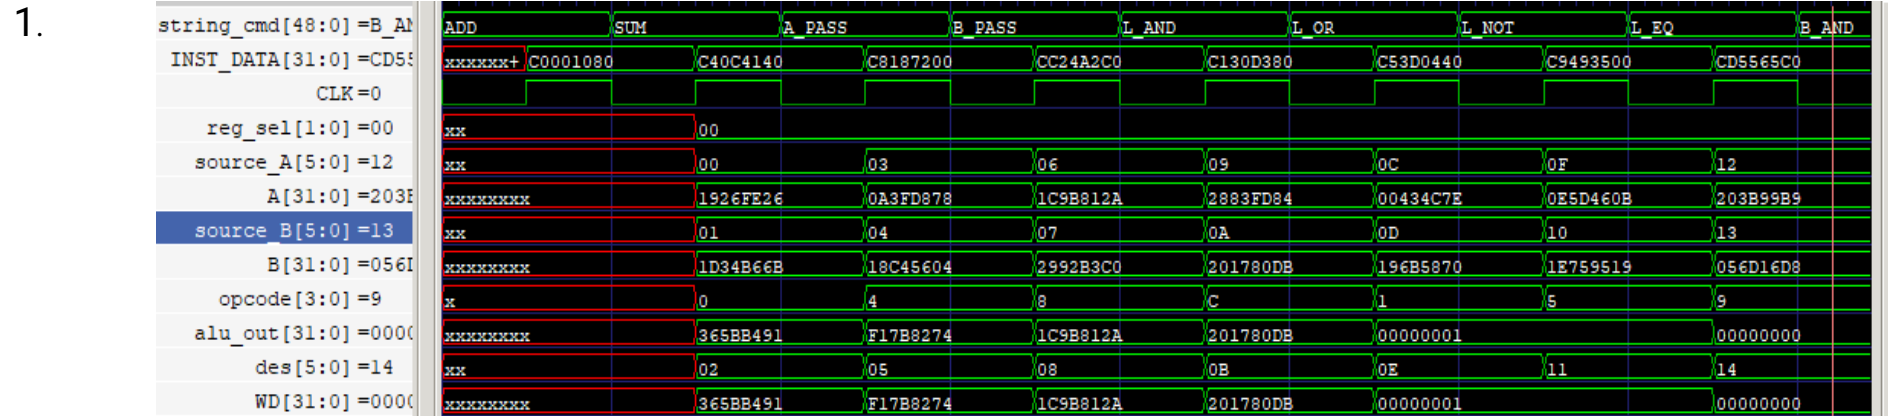 1.
string_cmd[48:0] =B_AN ADD SUM A_PASS B_PASS L_AND L_OR L_NOT L_EQ B_AND
INST_DATA[31:0] =CD55 xxxxxx+ C0001080 C40C4140 C8187200 CC24A2C0 C130D380 C53D0440 C9493500 CD5565C0
CLK =0
reg_sel[1:0] =00 xx 00
source_A[5:0] =12 xx 00 03 06 09 0C 0F 12
A[31:0] =203B xxxxxxxx 1926FE26 0A3FD878 1C9B812A 2883FD84 00434C7E 0E5D460B 203B99B9
source_B[5:0] =13 xx 01 04 07 0A 0D 10 13
B[31:0] =056D xxxxxxxx 1D34B66B 18C45604 2992B3C0 201780DB 196B5870 1E759519 056D16D8
opcode[3:0] =9 x 0 4 8 C 1 5 9
alu_out[31:0] =0000 xxxxxxxx 365BB491 F17B8274 1C9B812A 201780DB 00000001 00000000
des[5:0] =14 xx 02 05 08 0B 0E 11 14
WD[31:0] =0000 xxxxxxxx 365BB491 F17B8274 1C9B812A 201780DB 00000001 00000000